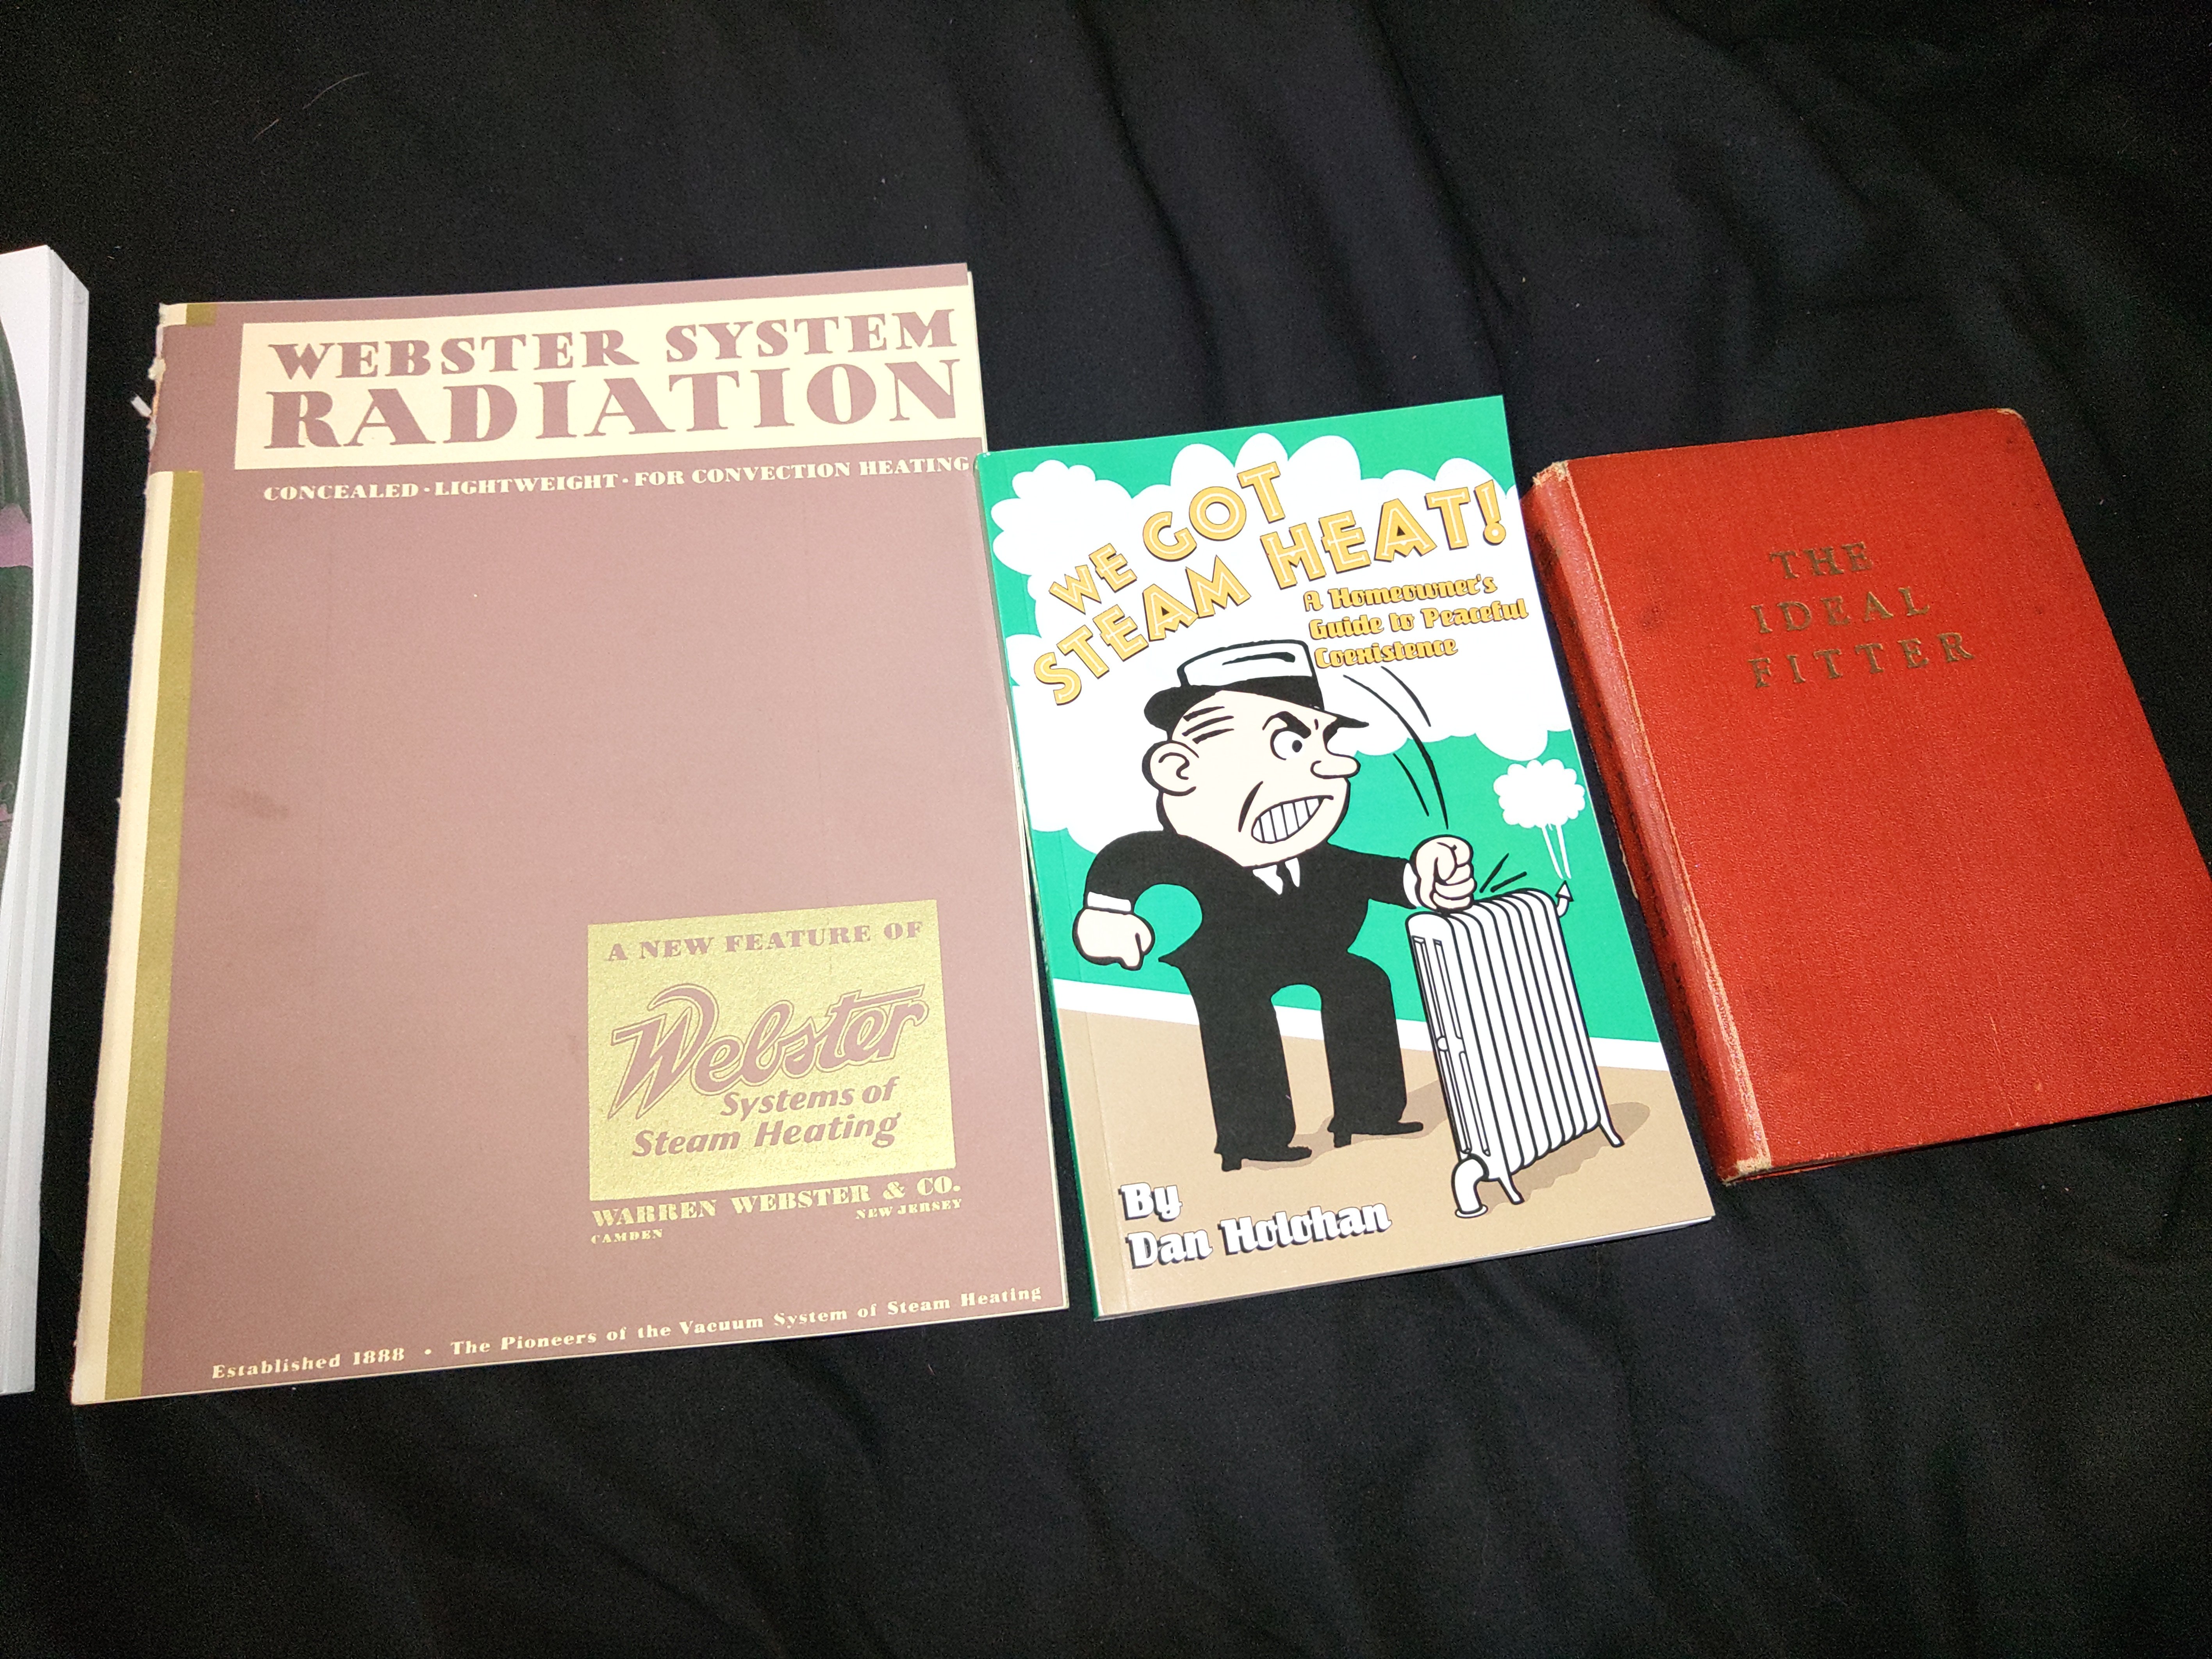 WEBSTER SYSTEM
RADIATION
CONCEALED · LIGHTWEIGHT · FOR CONVECTION HEATING
A NEW FEATURE OF
Webster
Systems of
Steam Heating
WARREN WEBSTER & CO.
CAMDEN NEW JERSEY
Established 1888 • The Pioneers of the Vacuum System of Steam Heating
WE GOT
STEAM HEAT!
A Homeowner's
Guide to Peaceful
Coexistence
By
Dan Holohan
THE
IDEAL
FITTER